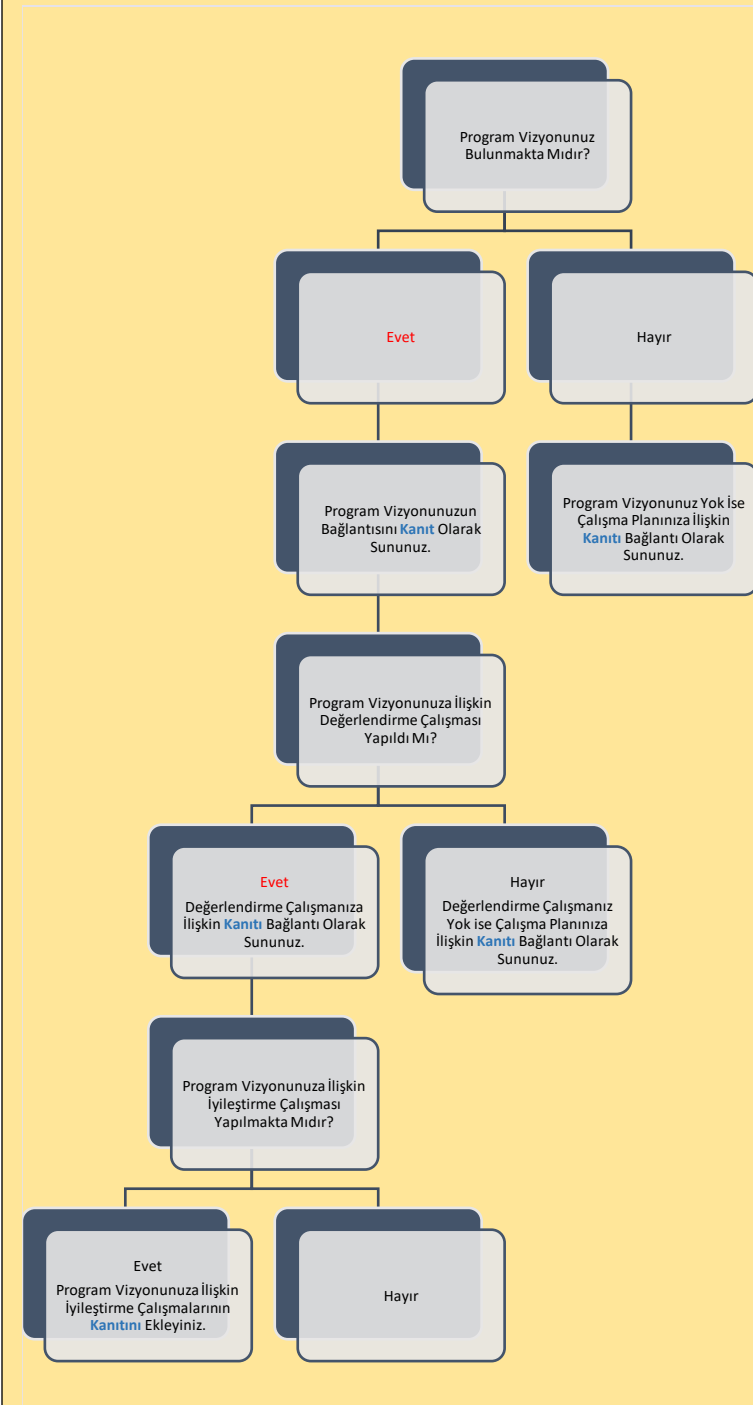 Program Vizyonunuz
Bulunmakta Mıdır?
Evet
Hayır
Program Vizyonunuzun
Bağlantısını Kanıt Olarak
Sununuz.
Program Vizyonunuz Yok İse
Çalışma Planınıza İlişkin
Kanıtı Bağlantı Olarak
Sununuz.
Program Vizyonunuza İlişkin
Değerlendirme Çalışması
Yapıldı Mı?
Evet
Değerlendirme Çalışmanıza
İlişkin Kanıtı Bağlantı Olarak
Sununuz.
Hayır
Değerlendirme Çalışmanız
Yok ise Çalışma Planınıza
İlişkin Kanıtı Bağlantı Olarak
Sununuz.
Program Vizyonunuza İlişkin
İyileştirme Çalışması
Yapılmakta Mıdır?
Evet
Program Vizyonunuza İlişkin
İyileştirme Çalışmalarının
Kanıtını Ekleyiniz.
Hayır